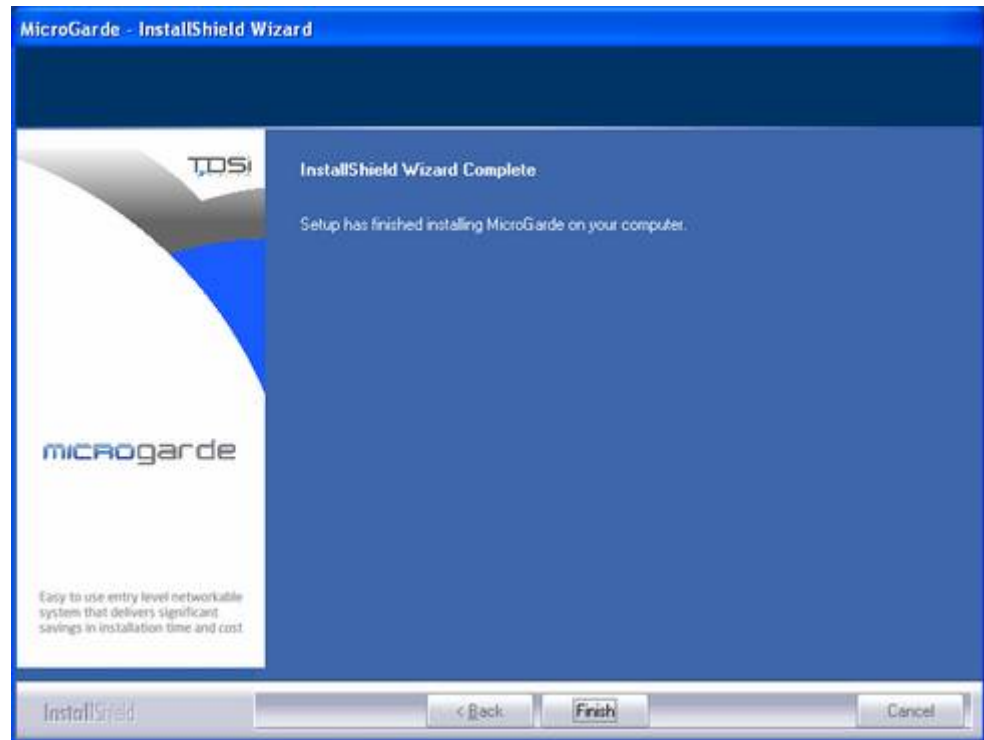 MicroGarde - InstallShield Wizard
TDSi
InstallShield Wizard Complete
Setup has finished installing MicroGarde on your computer.
microgarde
Easy to use entry level networkable
system that delivers significant
savings in installation time and cost
InstallShield
< Back
Finish
Cancel